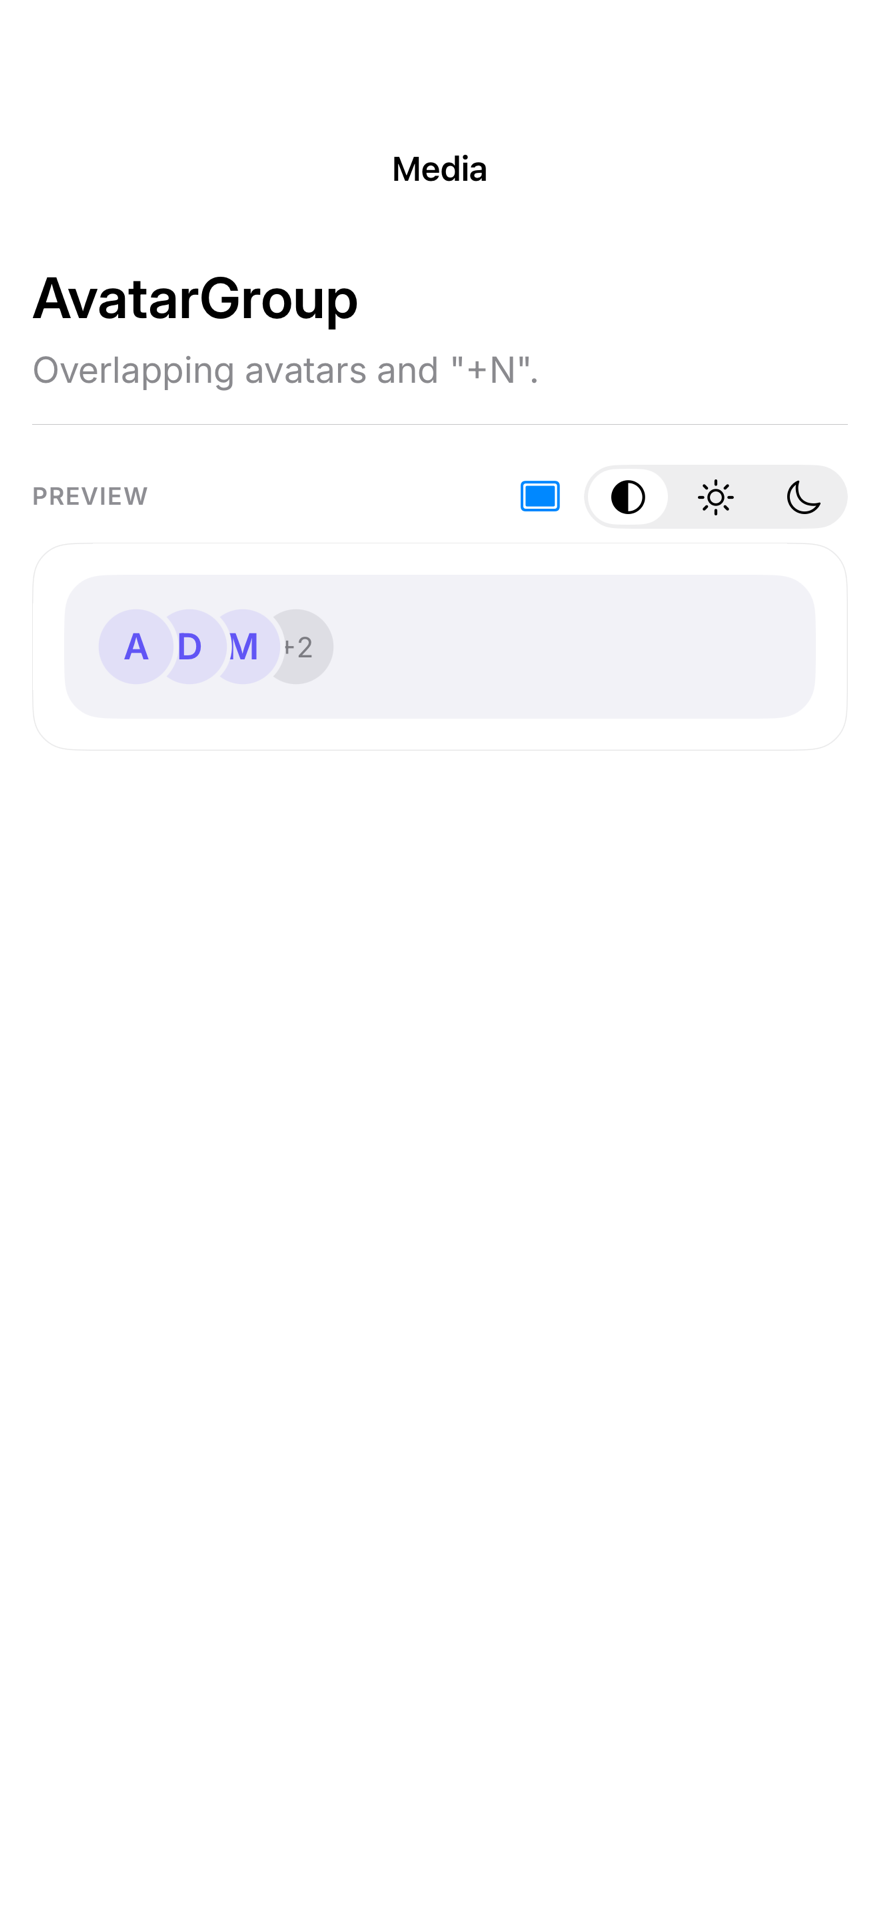 Media
AvatarGroup
Overlapping avatars and "+N".
PREVIEW
A D M +2